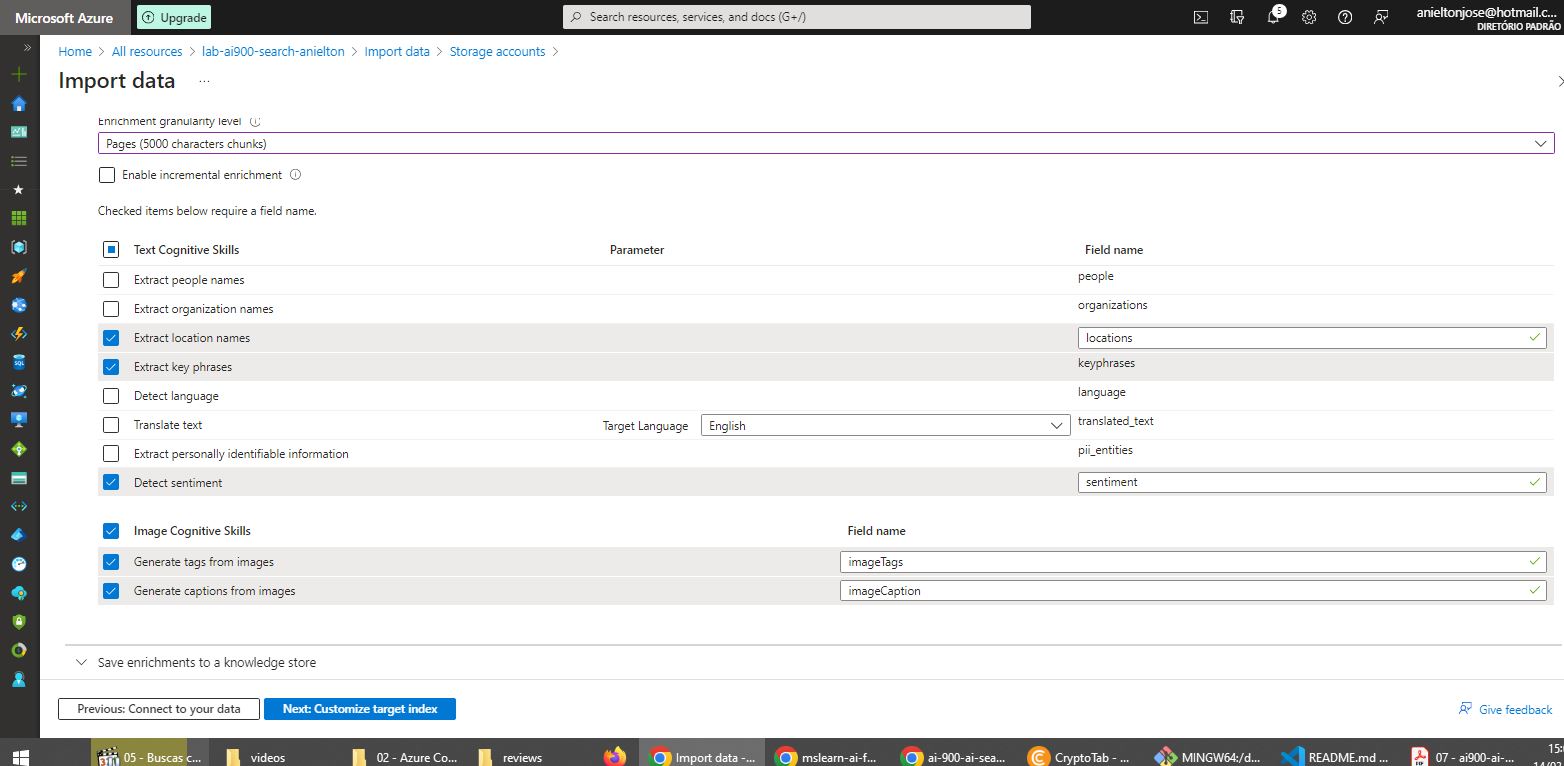 Microsoft Azure
Upgrade
Search resources, services, and docs (G+/)
5
anieltonjose@hotmail.c...
DIRETÓRIO PADRÃO
Home > All resources > lab-ai900-search-anielton > Import data > Storage accounts >
Import data ...
Enrichment granularity level
Pages (5000 characters chunks)
Enable incremental enrichment
Checked items below require a field name.
Text Cognitive Skills Parameter Field name
Extract people names people
Extract organization names organizations
Extract location names locations
Extract key phrases keyphrases
Detect language language
Translate text Target Language English translated_text
Extract personally identifiable information pii_entities
Detect sentiment sentiment
Image Cognitive Skills Field name
Generate tags from images imageTags
Generate captions from images imageCaption
Save enrichments to a knowledge store
Previous: Connect to your data Next: Customize target index Give feedback
05 - Buscas c... videos 02 - Azure Co... reviews Import data -... mslearn-ai-f... ai-900-ai-sea... CryptoTab - ... MINGW64:/d... README.md ... 07 - ai900-ai-...